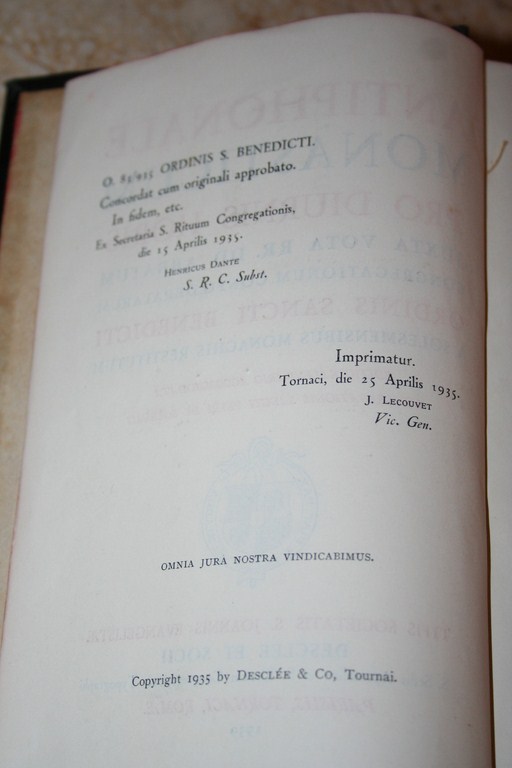 O. 83/935 ORDINIS S. BENEDICTI.
Concordat cum originali approbato.
In fidem, etc.
Ex Secretaria S. Rituum Congregationis,
die 15 Aprilis 1935.
HENRICUS DANTE
S. R. C. Subst.
Imprimatur.
Tornaci, die 25 Aprilis 1935.
J. LECOUVET
Vic. Gen.
OMNIA JURA NOSTRA VINDICABIMUS.
Copyright 1935 by DESCLÉE & Co, Tournai.